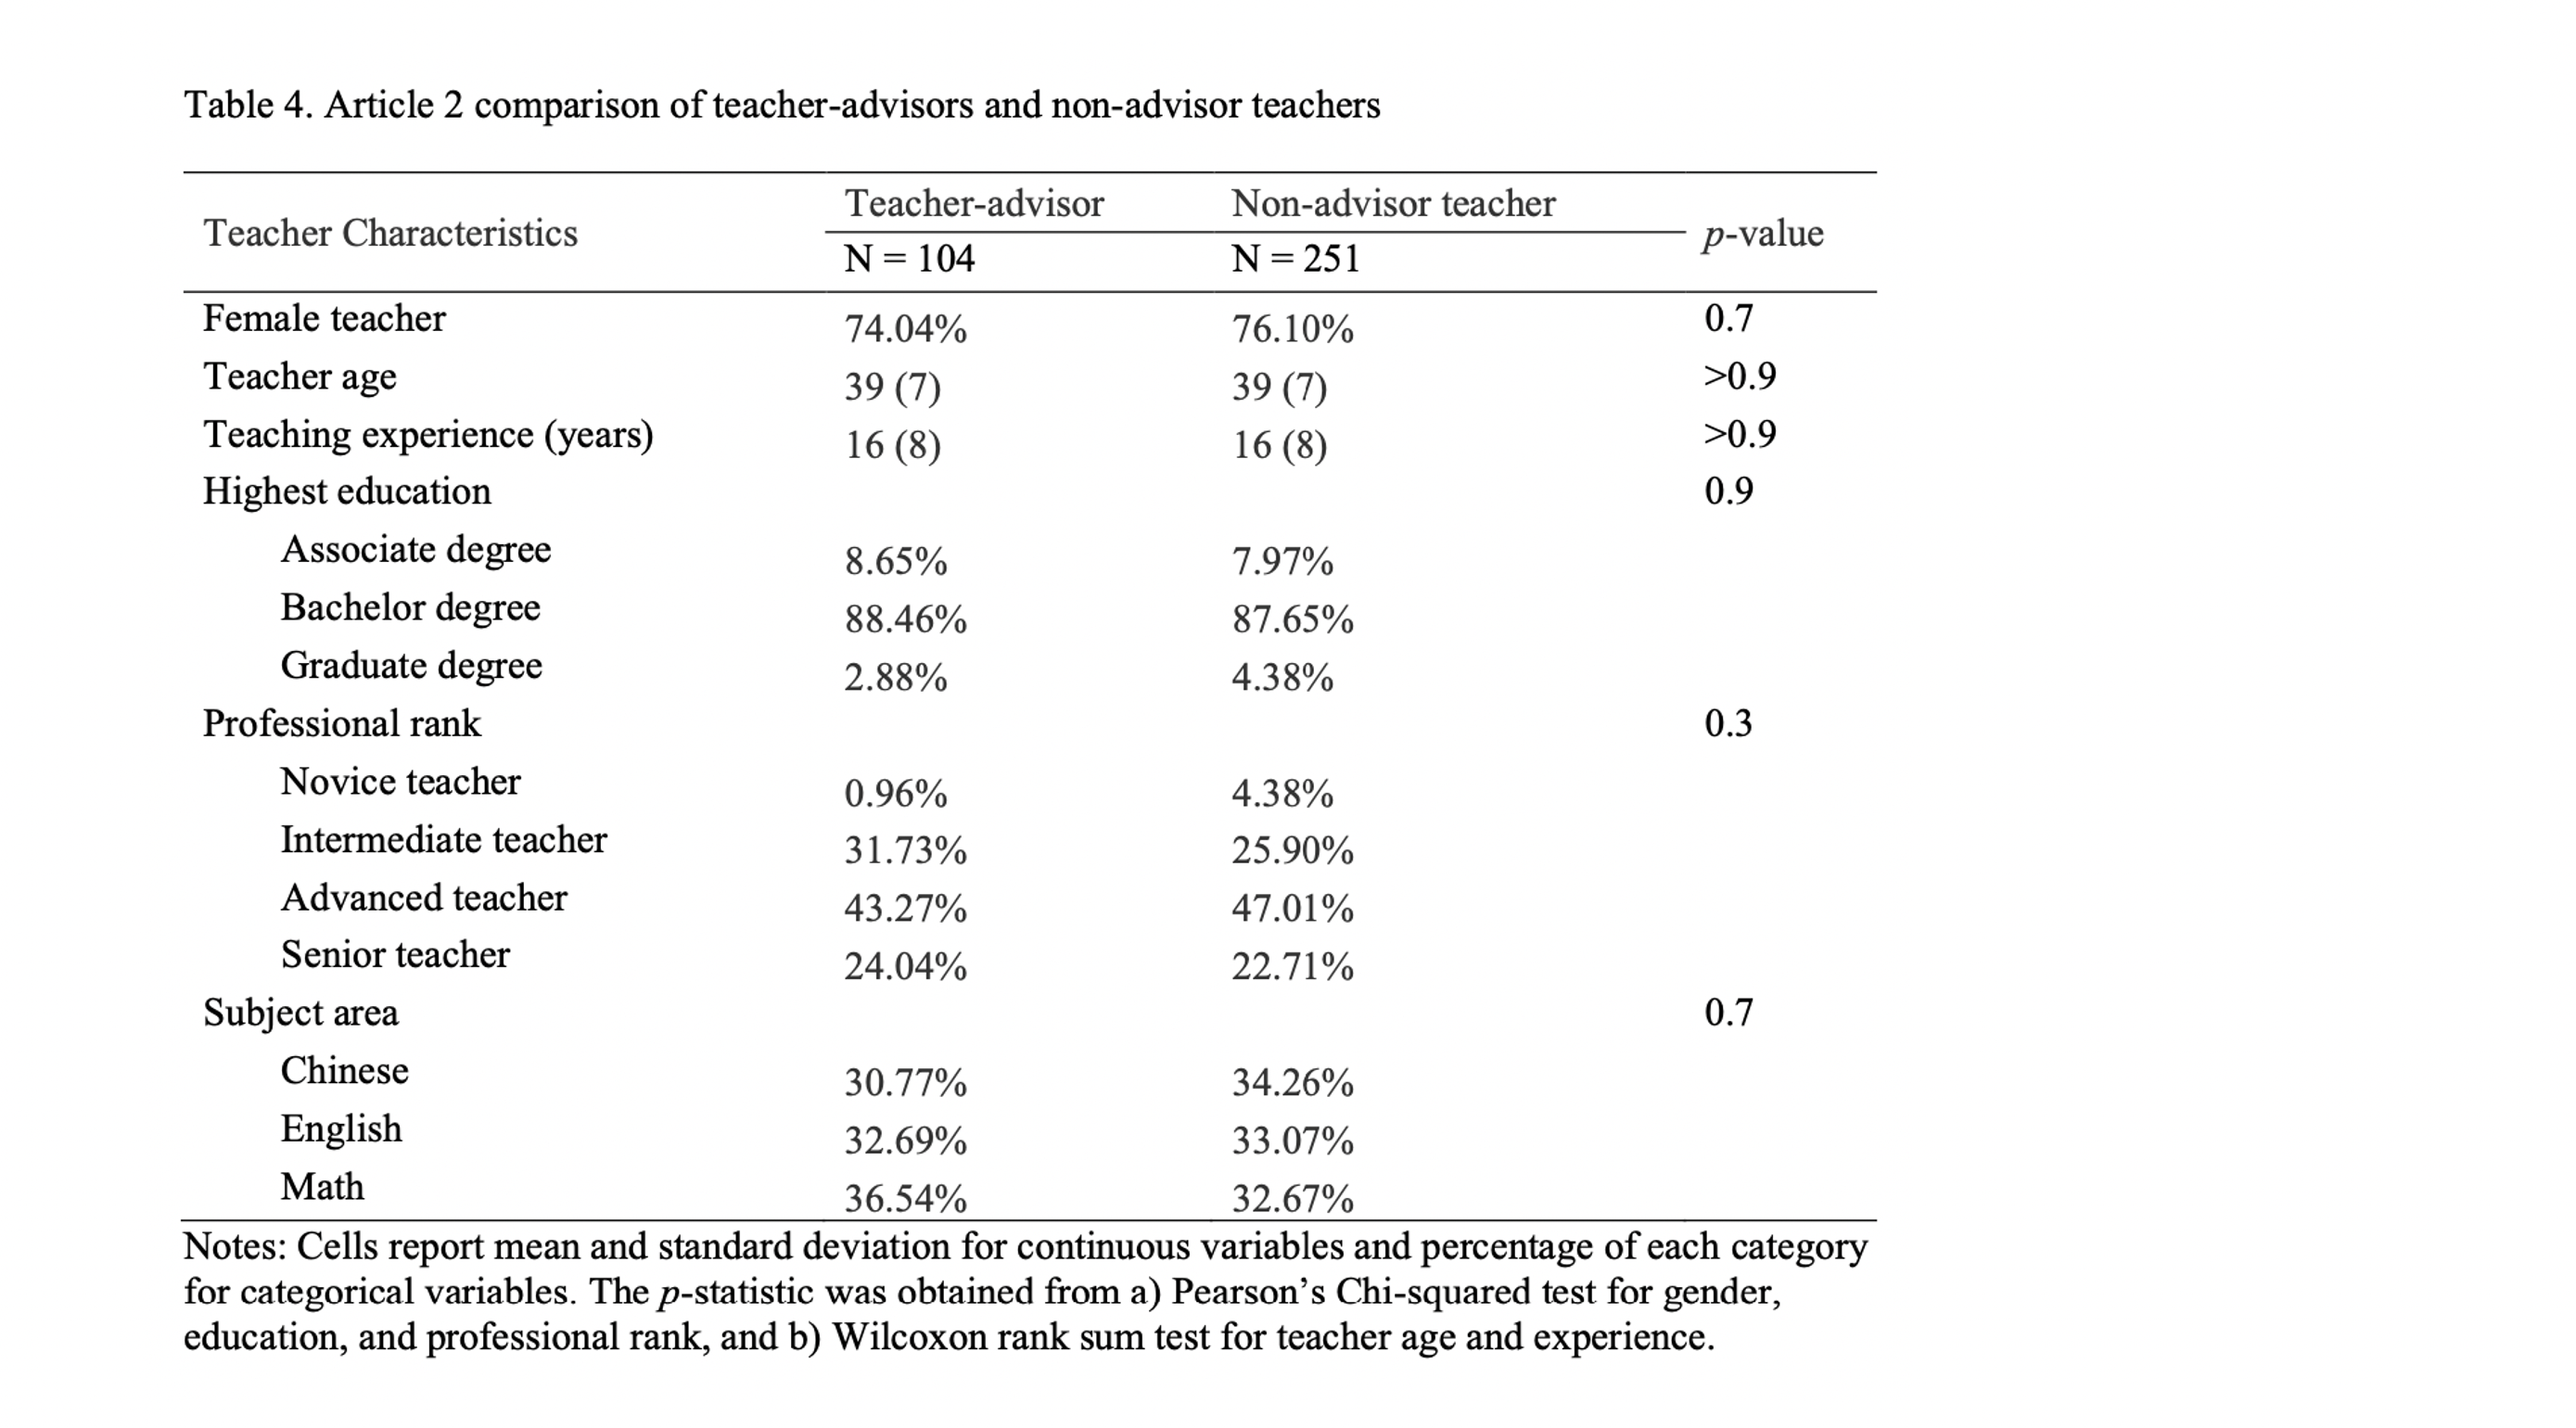 Table 4. Article 2 comparison of teacher-advisors and non-advisor teachers
Teacher Characteristics Teacher-advisor Non-advisor teacher p-value
N = 104 N = 251
Female teacher 74.04% 76.10% 0.7
Teacher age 39 (7) 39 (7) >0.9
Teaching experience (years) 16 (8) 16 (8) >0.9
Highest education 0.9
Associate degree 8.65% 7.97%
Bachelor degree 88.46% 87.65%
Graduate degree 2.88% 4.38%
Professional rank 0.3
Novice teacher 0.96% 4.38%
Intermediate teacher 31.73% 25.90%
Advanced teacher 43.27% 47.01%
Senior teacher 24.04% 22.71%
Subject area 0.7
Chinese 30.77% 34.26%
English 32.69% 33.07%
Math 36.54% 32.67%
Notes: Cells report mean and standard deviation for continuous variables and percentage of each category
for categorical variables. The p-statistic was obtained from a) Pearson’s Chi-squared test for gender,
education, and professional rank, and b) Wilcoxon rank sum test for teacher age and experience.